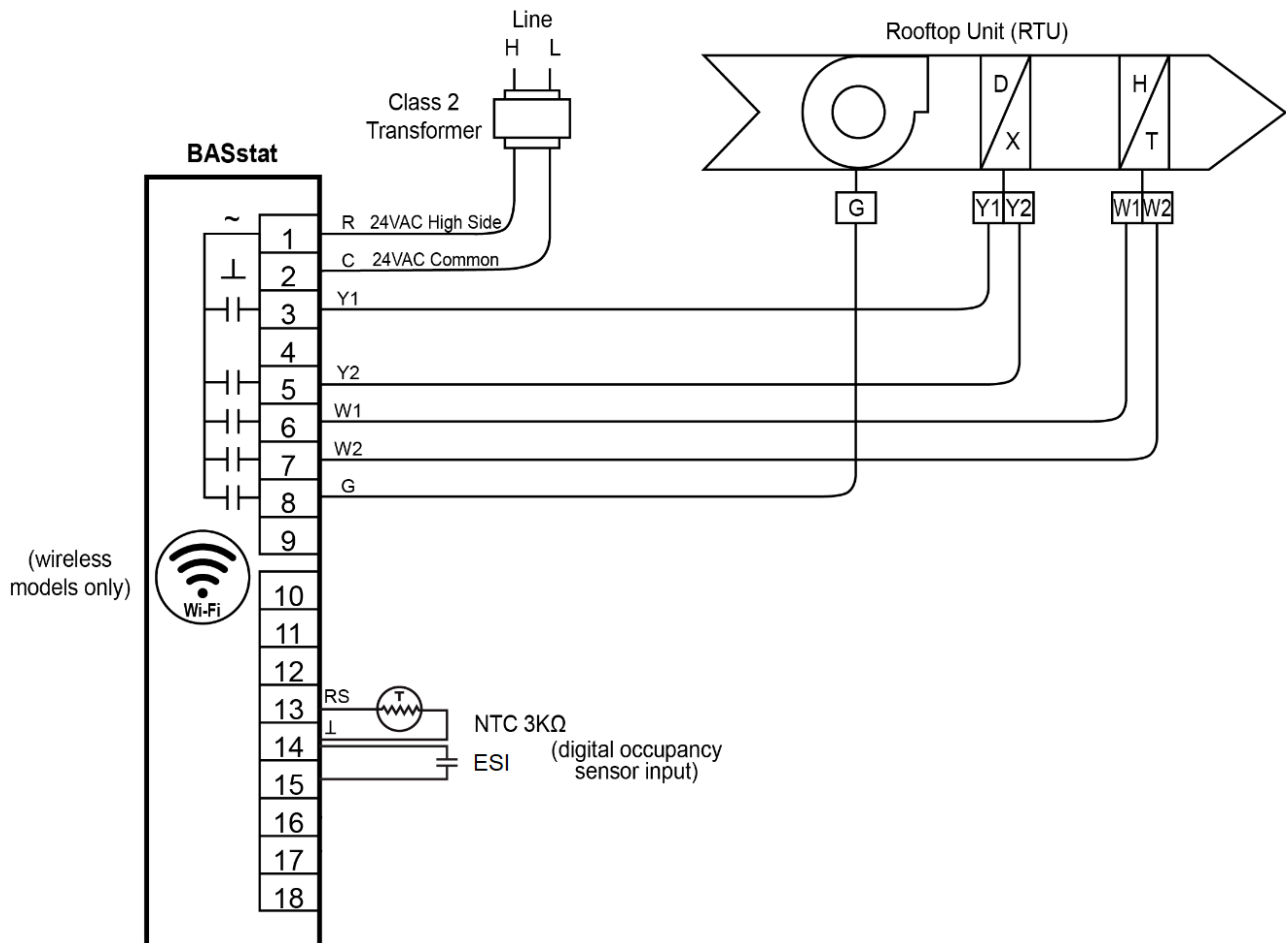 Line
H L
Class 2
Transformer
Rooftop Unit (RTU)
D
X
H
T
G
Y1 Y2
W1 W2
BASstat
~
1 R 24VAC High Side
⊥
2 C 24VAC Common
3 Y1
4
5 Y2
6 W1
7 W2
8 G
9
(wireless
models only)
Wi-Fi
10
11
12
13 RS
T
⊥
NTC 3KΩ
14
ESI
(digital occupancy
sensor input)
15
16
17
18